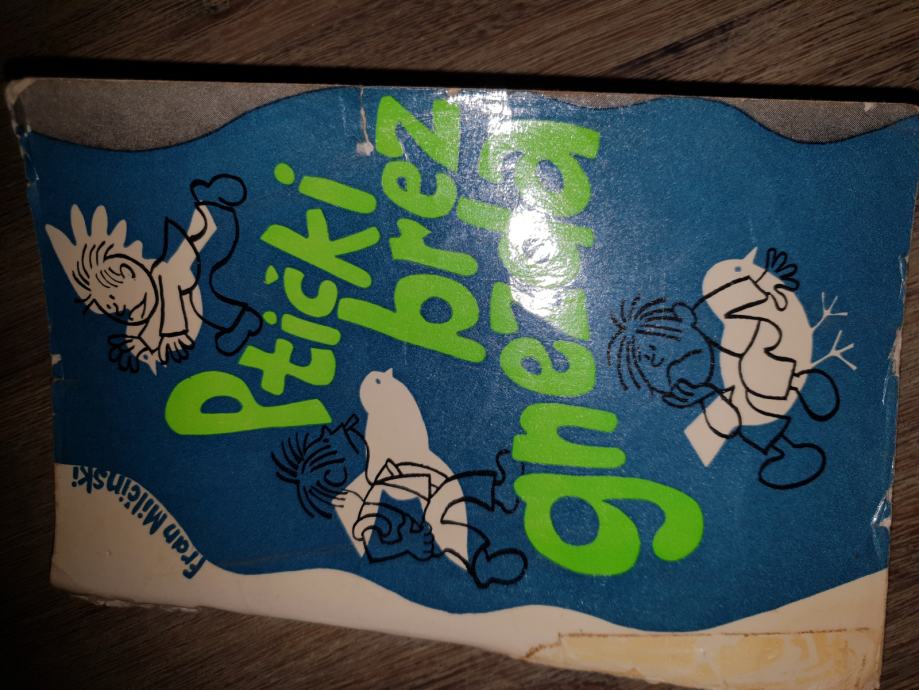 Fran Milčinski
Ptički
brez
gnezda